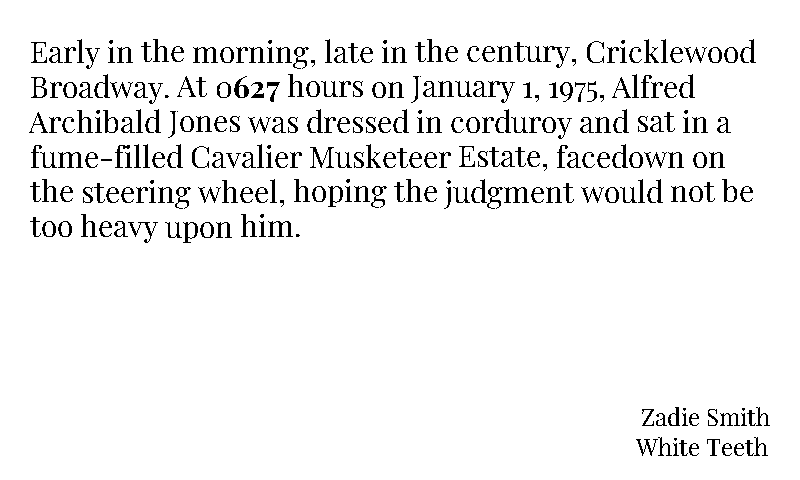 Early in the morning, late in the century, Cricklewood
Broadway. At 0627 hours on January 1, 1975, Alfred
Archibald Jones was dressed in corduroy and sat in a
fume-filled Cavalier Musketeer Estate, facedown on
the steering wheel, hoping the judgment would not be
too heavy upon him.
Zadie Smith
White Teeth